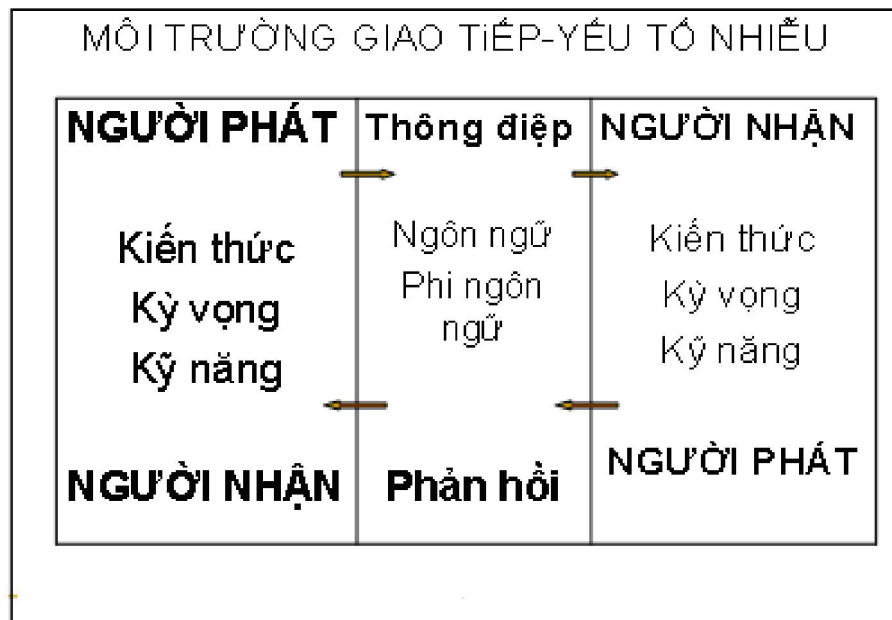 MÔI TRƯỜNG GIAO TiẾP-YẾU TỐ NHIỄU
NGƯỜI PHÁT
Kiến thức
Kỳ vọng
Kỹ năng
NGƯỜI NHẬN
Thông điệp
Ngôn ngữ
Phi ngôn
ngữ
Phản hồi
NGƯỜI NHẬN
Kiến thức
Kỳ vọng
Kỹ năng
NGƯỜI PHÁT